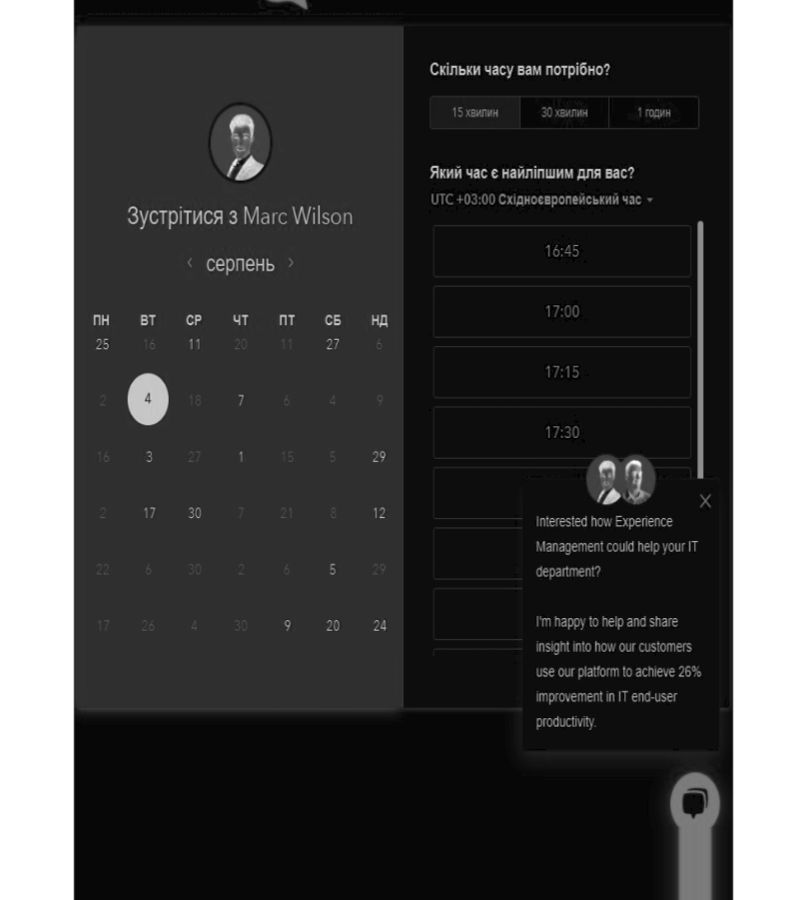 Зустрітися з Marc Wilson
серпень
ПН ВТ СР ЧТ ПТ СБ НД
25 16 11 20 11 27 6
2 4 18 7 6 4 9
16 3 27 1 15 5 29
2 17 30 7 21 8 12
22 6 30 2 6 5 29
17 26 4 30 9 20 24
Скільки часу вам потрібно?
15 хвилин 30 хвилин 1 годин
Який час є найліпшим для вас?
UTC +03:00 Східноєвропейський час
16:45
17:00
17:15
17:30
Interested how Experience
Management could help your IT
department?
I'm happy to help and share
insight into how our customers
use our platform to achieve 26%
improvement in IT end-user
productivity.